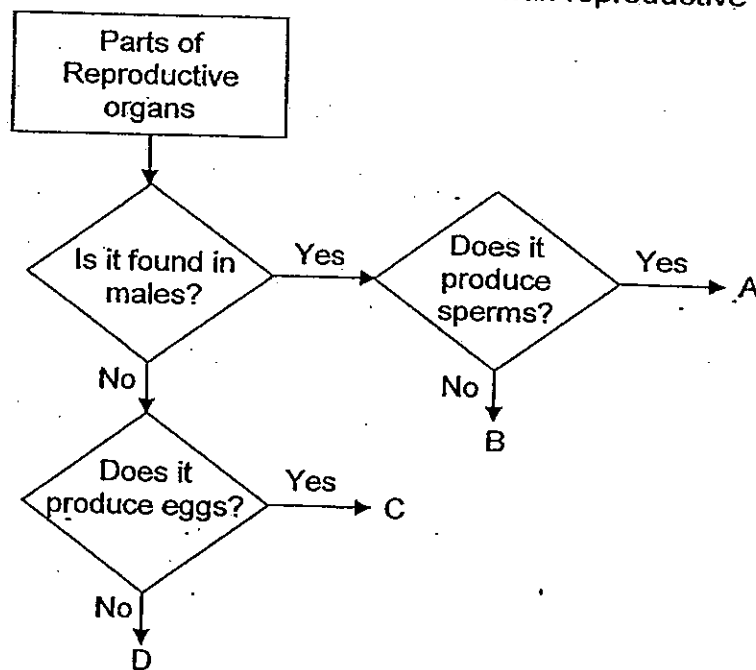 reproductive
Parts of
Reproductive
organs
Is it found in
males?
Yes
Does it
produce
sperms?
Yes
A
No
B
No
Does it
produce eggs?
Yes
C
No
D